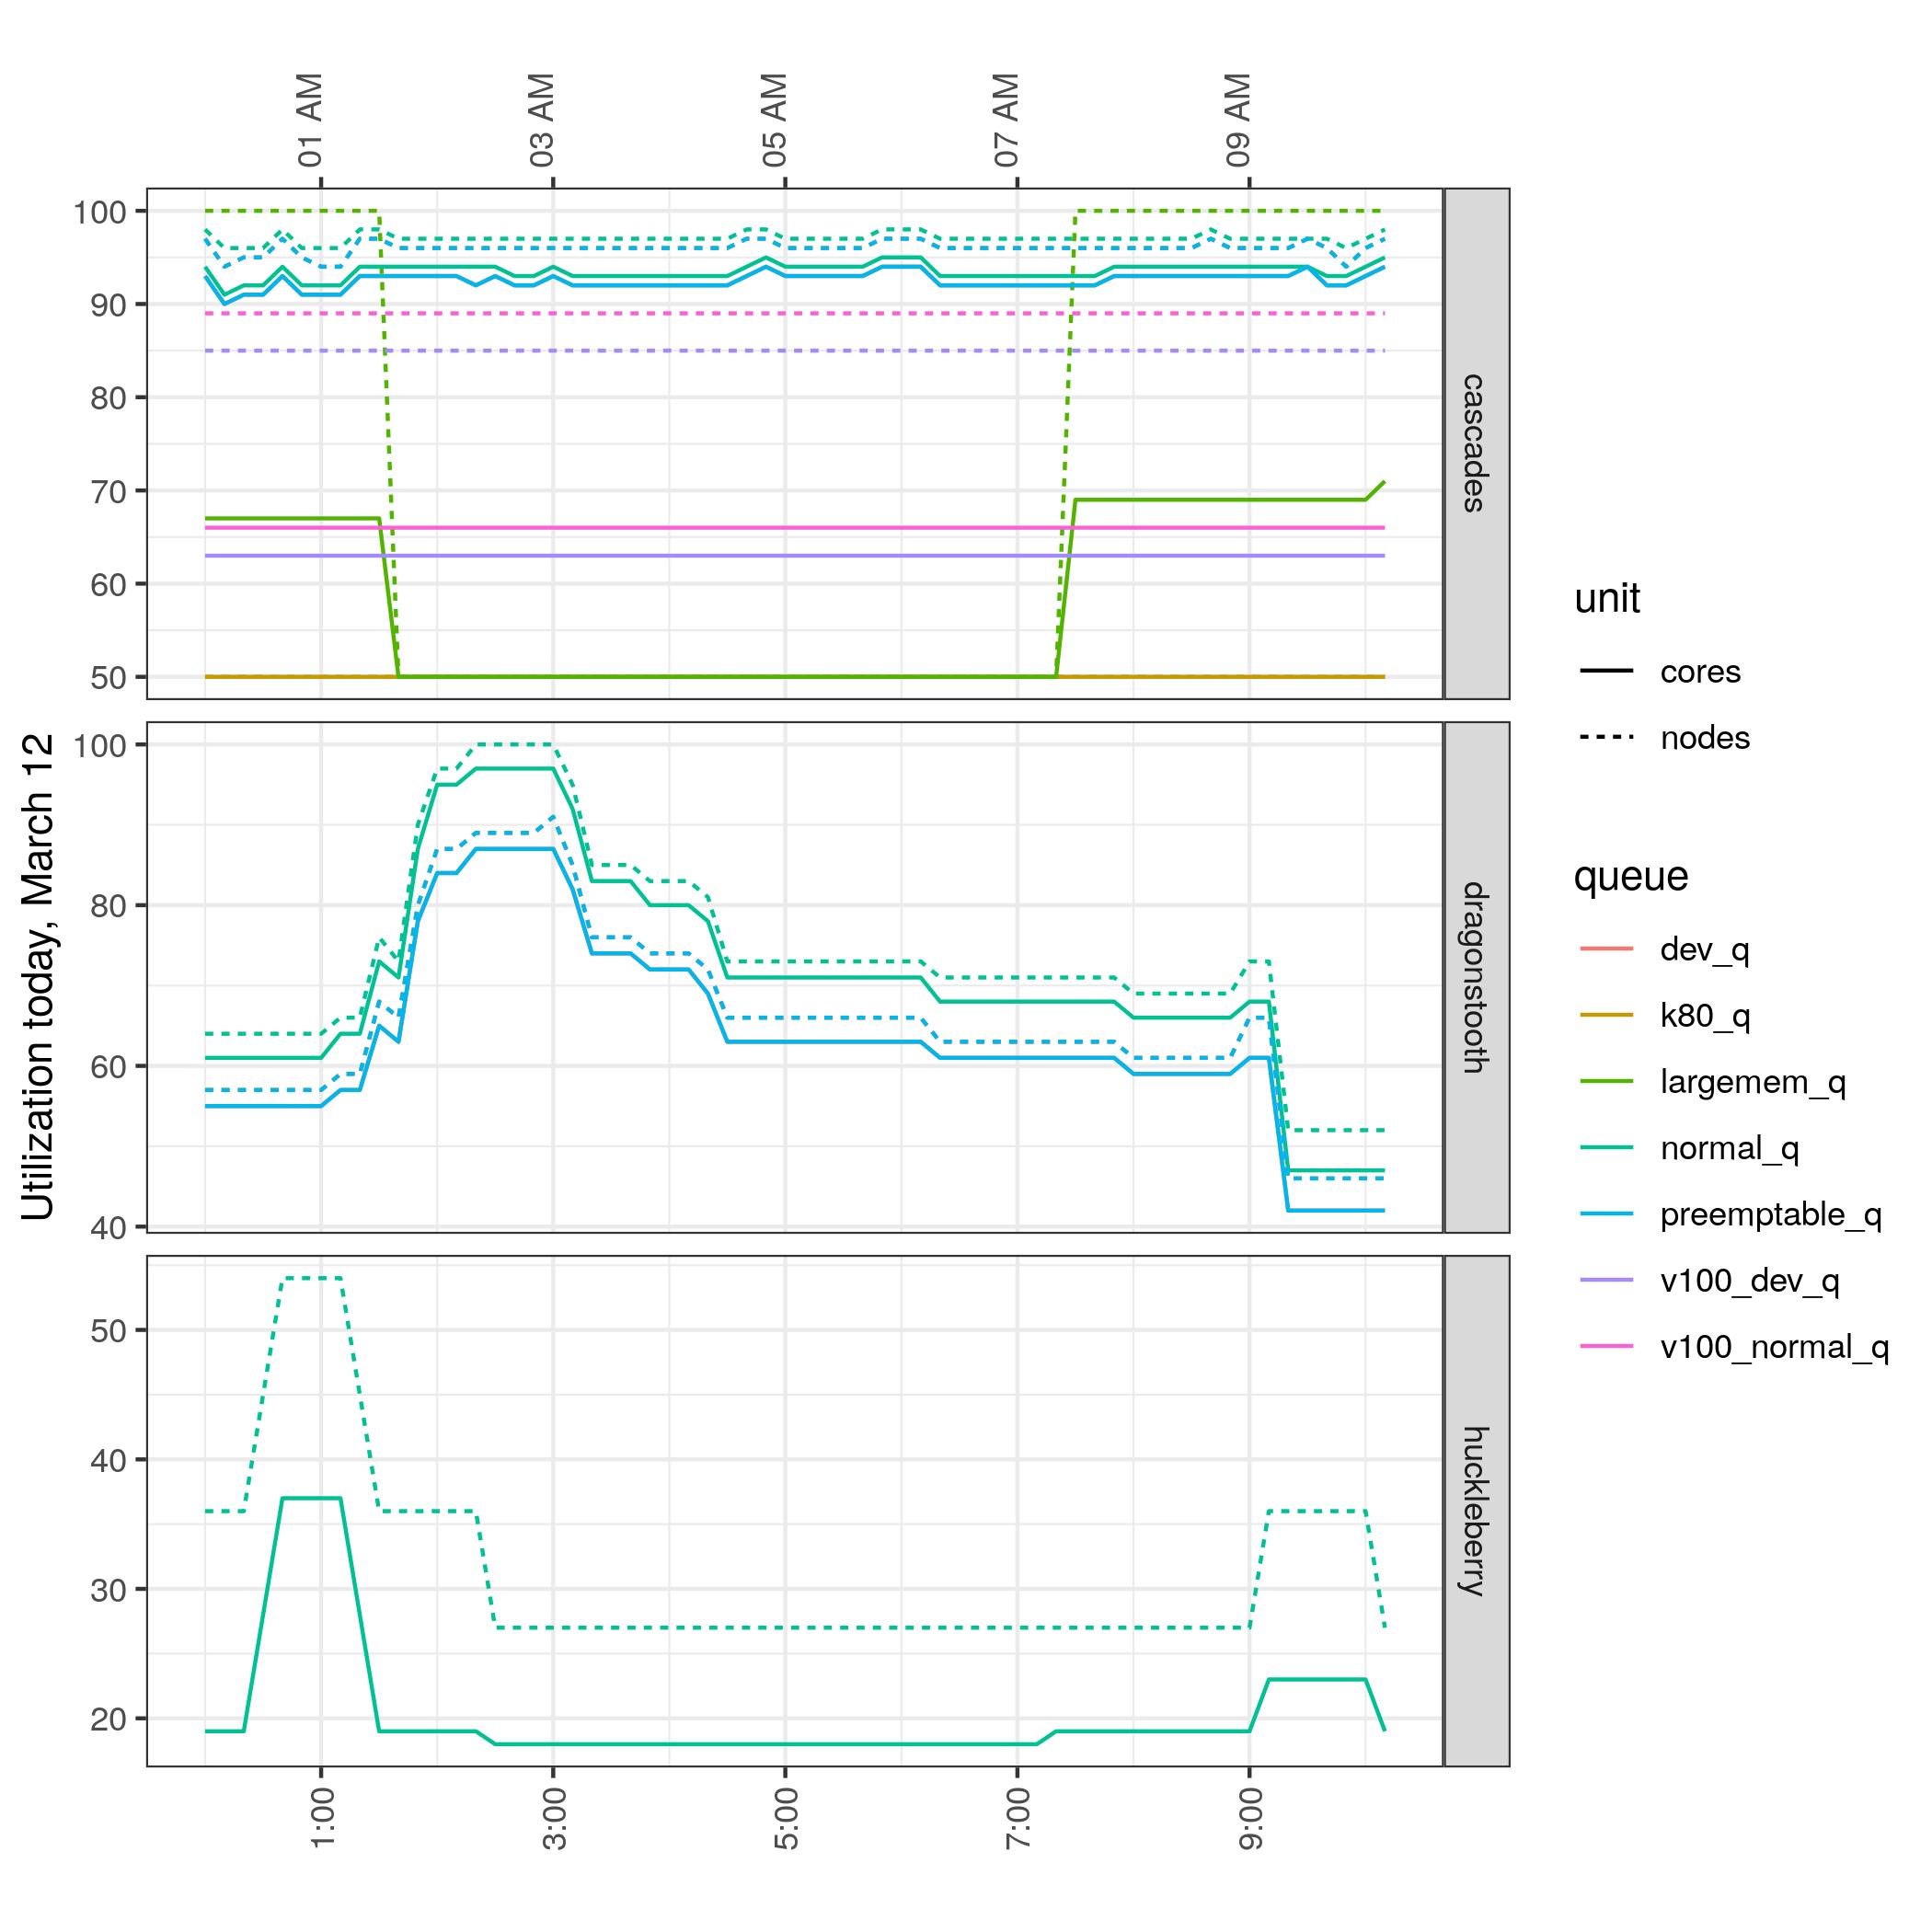 01 AM
03 AM
05 AM
07 AM
09 AM
Utilization today, March 12
100
90
80
70
60
50
cascades
100
80
60
40
dragonstooth
50
40
30
20
huckleberry
1:00
3:00
5:00
7:00
9:00
unit
cores
nodes
queue
dev_q
k80_q
largemem_q
normal_q
preemptable_q
v100_dev_q
v100_normal_q